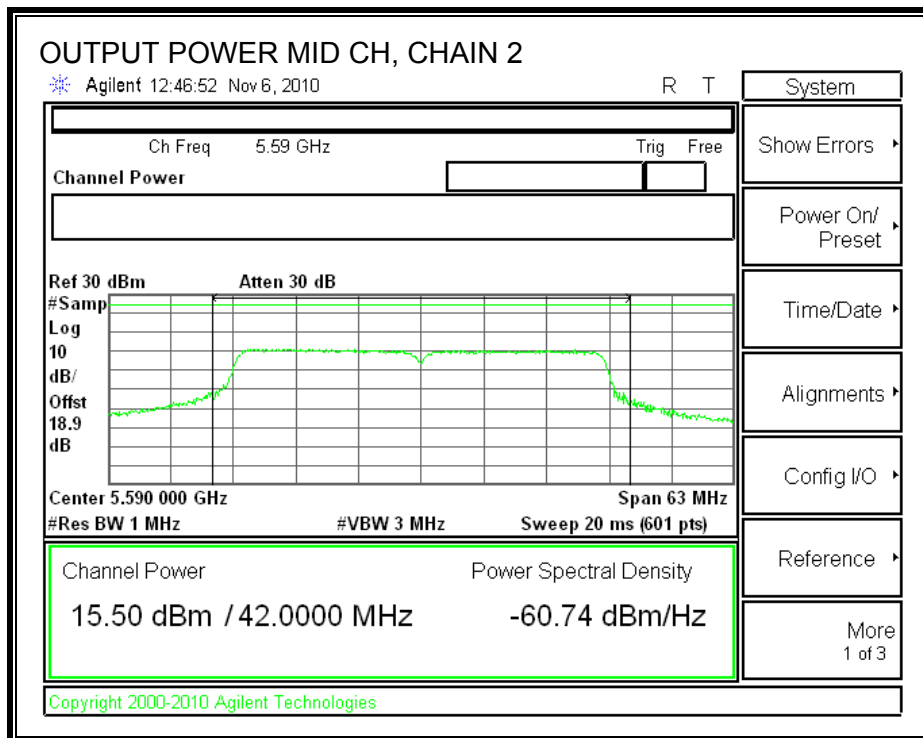 OUTPUT POWER MID CH, CHAIN 2
Agilent 12:46:52 Nov 6, 2010 R T
System
Ch Freq 5.59 GHz Trig Free
Channel Power
Show Errors
Power On/
Preset
Ref 30 dBm Atten 30 dB
#Samp
Log
10
dB/
Offst
18.9
dB
Time/Date
Alignments
Config I/O
Center 5.590 000 GHz Span 63 MHz
#Res BW 1 MHz #VBW 3 MHz Sweep 20 ms (601 pts)
Channel Power Power Spectral Density
15.50 dBm / 42.0000 MHz -60.74 dBm/Hz
Reference
More
1 of 3
Copyright 2000-2010 Agilent Technologies